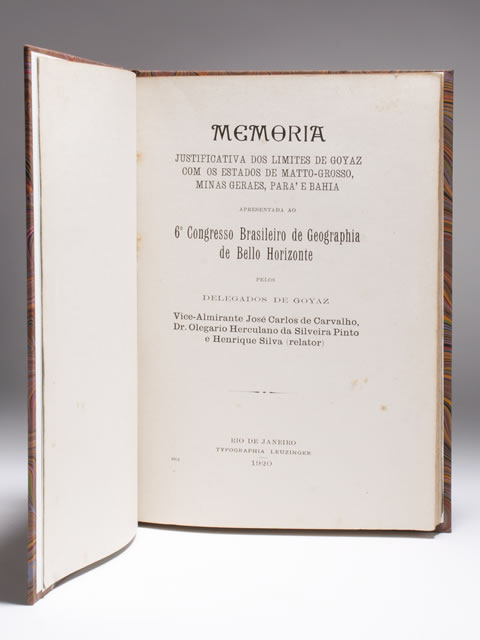 MEMORIA
JUSTIFICATIVA DOS LIMITES DE GOYAZ
COM OS ESTADOS DE MATTO-GROSSO,
MINAS GERAES, PARA' E BAHIA
APRESENTADA AO
6º Congresso Brasileiro de Geographia
de Bello Horizonte
PELOS
DELEGADOS DE GOYAZ
Vice-Almirante José Carlos de Carvalho,
Dr. Olegario Herculano da Silveira Pinto
e Henrique Silva (relator)
RIO DE JANEIRO
TYPOGRAPHIA LEUZINGER
1920